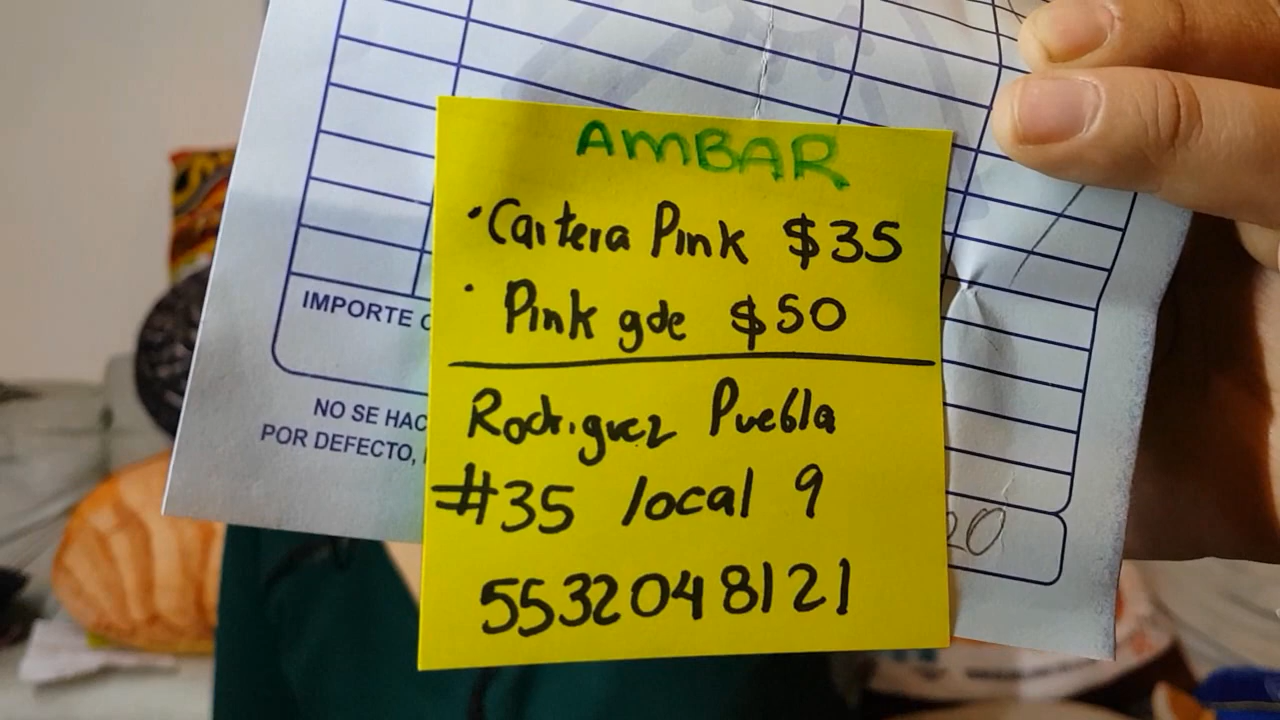 AMBAR
• Cartera Pink $35
• Pink gde $50
Rodriguez Puebla
#35 local 9
5532048121
IMPORTE
NO SE HAC
POR DEFECTO,
20